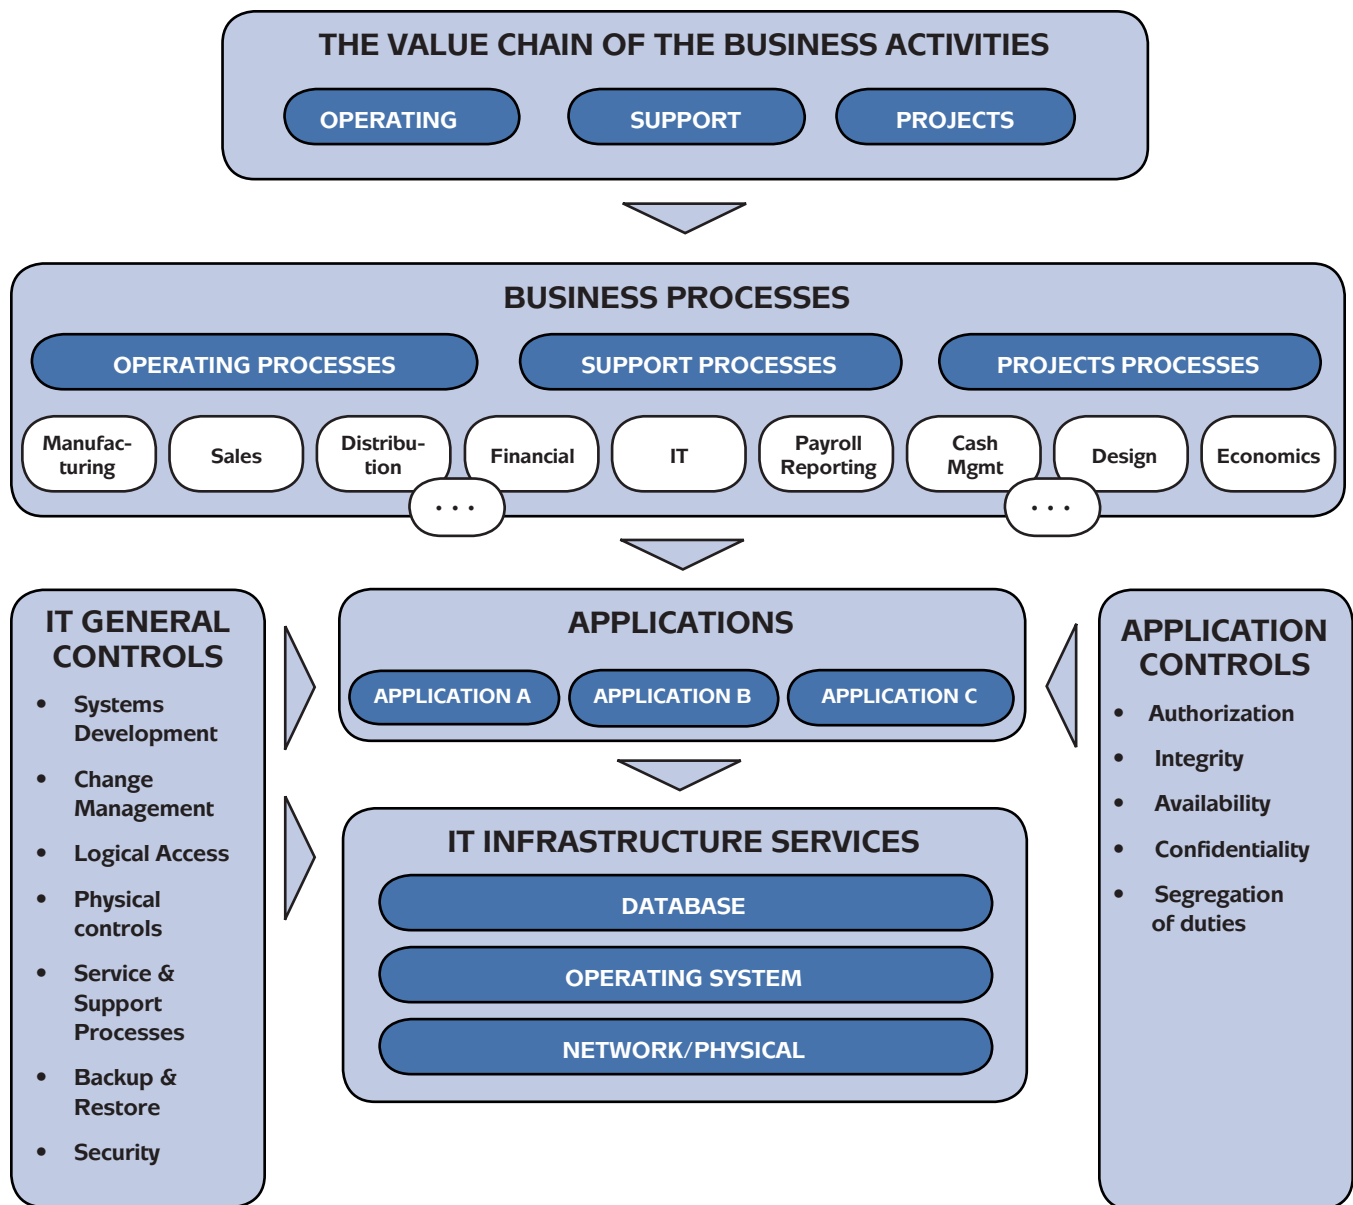 THE VALUE CHAIN OF THE BUSINESS ACTIVITIES
OPERATING
SUPPORT
PROJECTS
BUSINESS PROCESSES
OPERATING PROCESSES
SUPPORT PROCESSES
PROJECTS PROCESSES
Manufac-
turing
Sales
Distribu-
tion
Financial
IT
Payroll
Reporting
Cash
Mgmt
Design
Economics
. . .
. . .
IT GENERAL
CONTROLS
• Systems
Development
• Change
Management
• Logical Access
• Physical
controls
• Service &
Support
Processes
• Backup &
Restore
• Security
APPLICATIONS
APPLICATION A
APPLICATION B
APPLICATION C
IT INFRASTRUCTURE SERVICES
DATABASE
OPERATING SYSTEM
NETWORK/PHYSICAL
APPLICATION
CONTROLS
• Authorization
• Integrity
• Availability
• Confidentiality
• Segregation
of duties